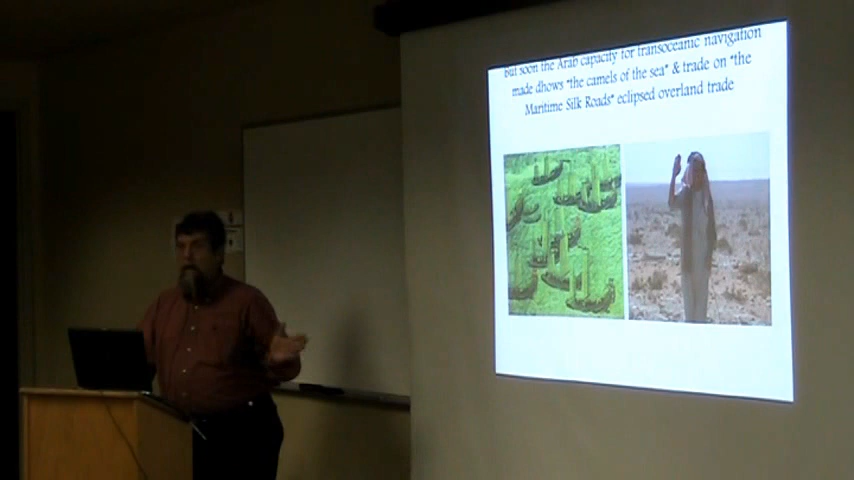 But soon the Arab capacity for transoceanic navigation
made dhows "the camels of the sea" & trade on "the
Maritime Silk Roads" eclipsed overland trade